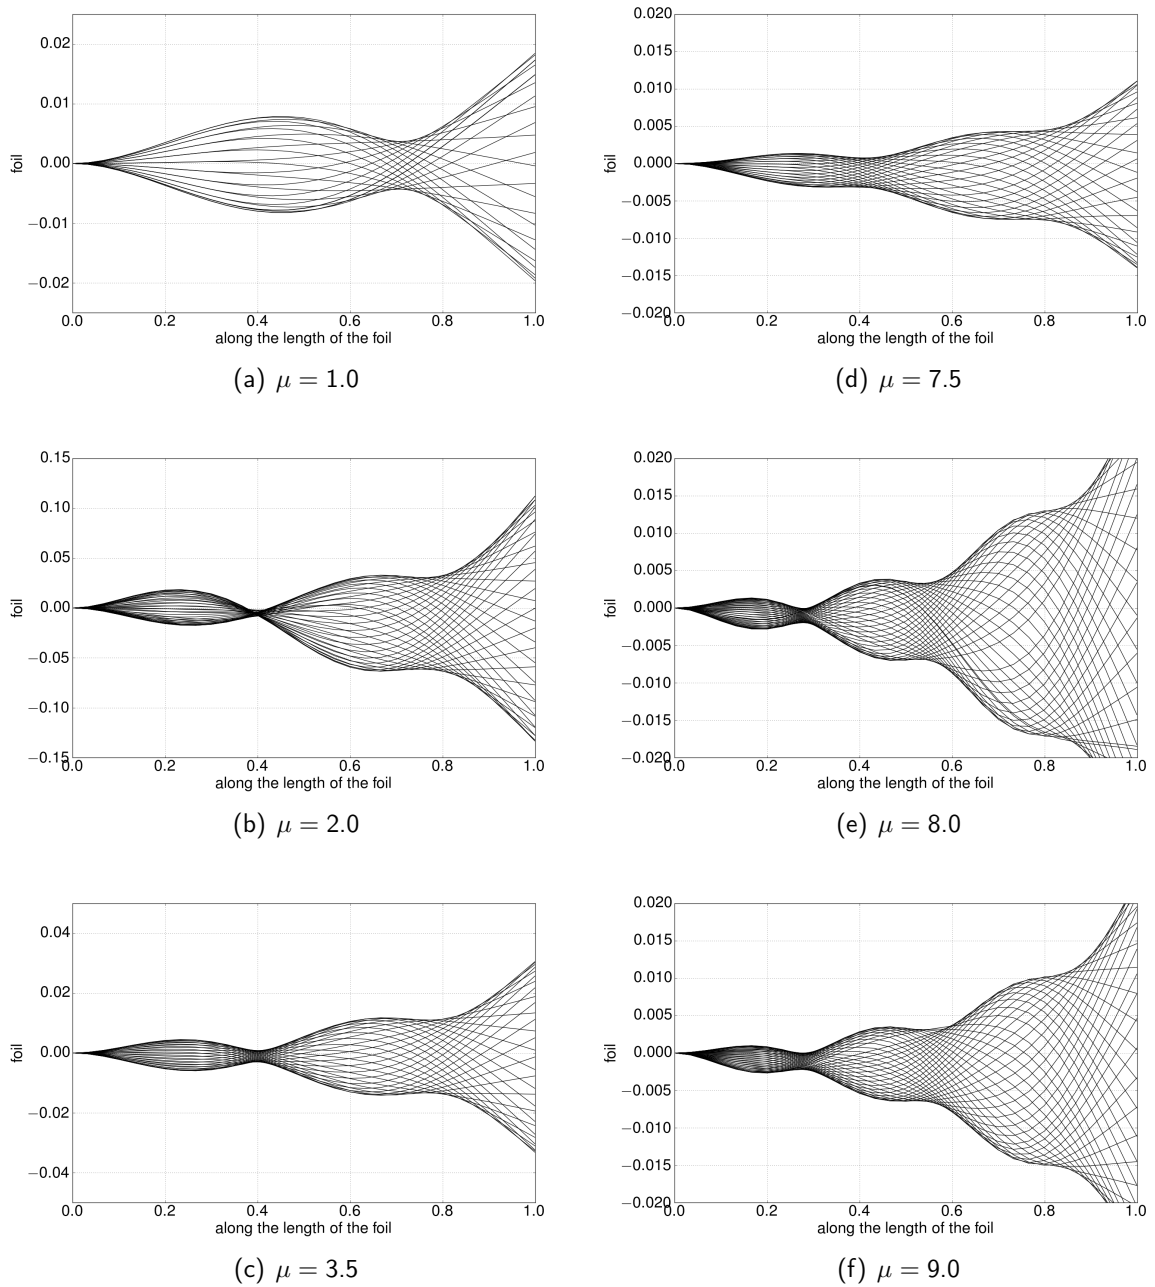 0.02
0.01
0.00
−0.01
−0.02
foil
0.0 0.2 0.4 0.6 0.8 1.0
along the length of the foil
(a) μ = 1.0
0.020
0.015
0.010
0.005
0.000
−0.005
−0.010
−0.015
−0.020
foil
0.0 0.2 0.4 0.6 0.8 1.0
along the length of the foil
(d) μ = 7.5
0.15
0.10
0.05
0.00
−0.05
−0.10
−0.15
foil
0.0 0.2 0.4 0.6 0.8 1.0
along the length of the foil
(b) μ = 2.0
0.020
0.015
0.010
0.005
0.000
−0.005
−0.010
−0.015
−0.020
foil
0.0 0.2 0.4 0.6 0.8 1.0
along the length of the foil
(e) μ = 8.0
0.04
0.02
0.00
−0.02
−0.04
foil
0.0 0.2 0.4 0.6 0.8 1.0
along the length of the foil
(c) μ = 3.5
0.020
0.015
0.010
0.005
0.000
−0.005
−0.010
−0.015
−0.020
foil
0.0 0.2 0.4 0.6 0.8 1.0
along the length of the foil
(f) μ = 9.0